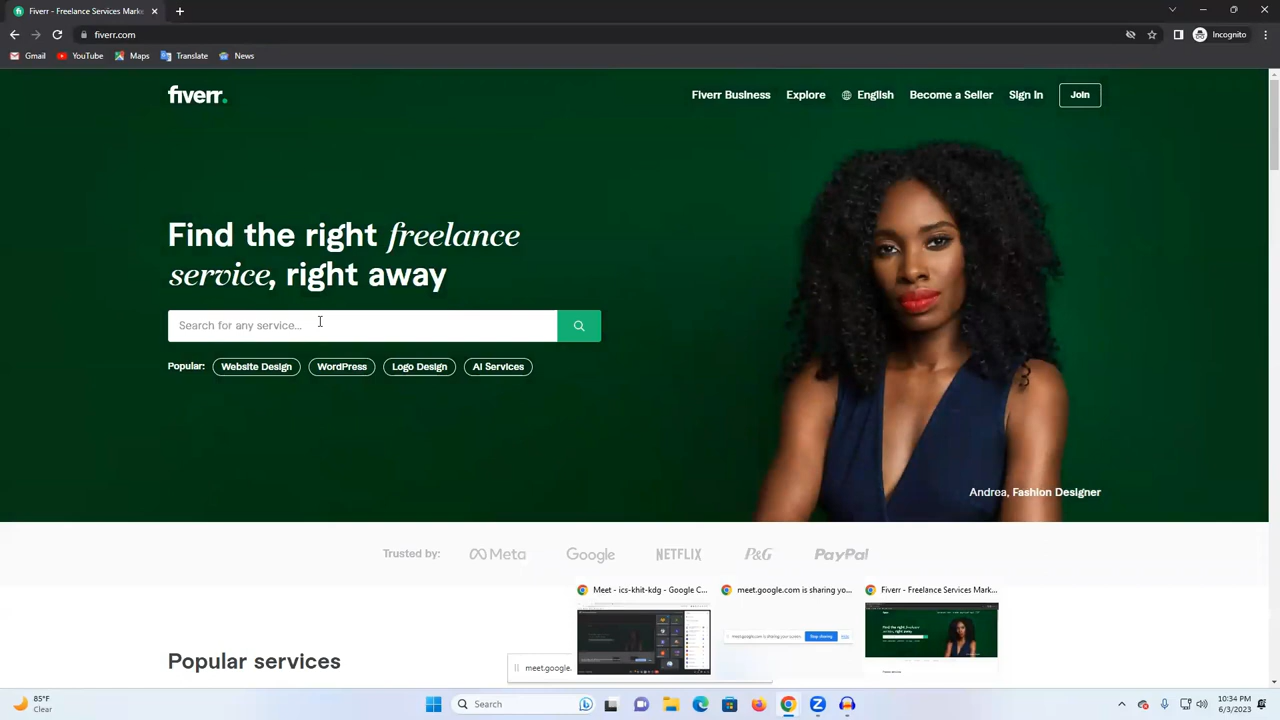 Fiverr - Freelance Services Mark
fiverr.com
Incognito
Gmail
YouTube
Maps
Translate
News
fiverr.
Fiverr Business
Explore
English
Become a Seller
Sign In
Join
Find the right freelance
service, right away
Search for any service...
Popular:
Website Design
WordPress
Logo Design
AI Services
Andrea, Fashion Designer
Trusted by:
Meta
Google
NETFLIX
P&G
PayPal
Meet - ics-khit-kdg - Google C...
meet.google.com is sharing yo...
Fiverr - Freelance Services Mark...
Stop sharing
Popular services
meet.google.
85°F
Clear
Search
10:34 PM
6/3/2023